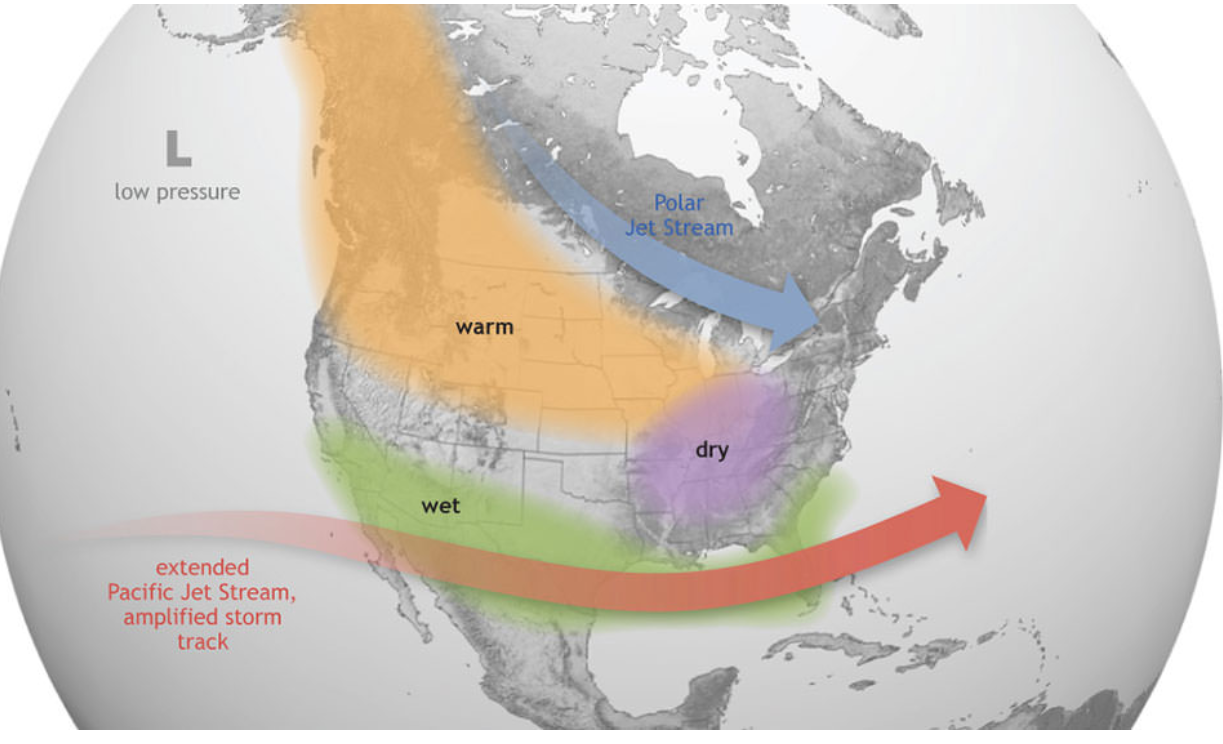 L
low pressure
Polar
Jet Stream
warm
dry
wet
extended
Pacific Jet Stream,
amplified storm
track